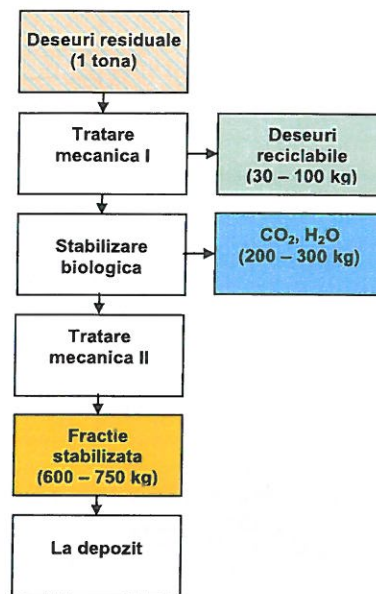 Deseuri residuale
(1 tona)
Tratare
mecanica I
Deseuri
reciclabile
(30 – 100 kg)
Stabilizare
biologica
CO₂, H₂O
(200 – 300 kg)
Tratare
mecanica II
Fractie
stabilizata
(600 – 750 kg)
La depozit